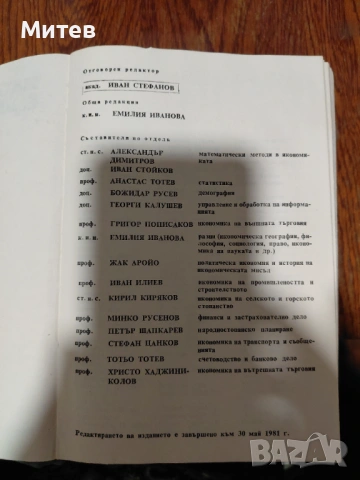 Митев
Отговорен редактор
акад. ИВАН СТЕФАНОВ
Обща редакция
к. и. н. ЕМИЛИЯ ИВАНОВА
Съставители по отдели
ст. н. с. АЛЕКСАНДЪР ДИМИТРОВ математически методи в икономиката
доц. ИВАН СТОЙКОВ
проф. АНАСТАС ТОТЕВ статистика
доц. БОЖИДАР РУСЕВ демография
доц. ГЕОРГИ КАЛУШЕВ управление и обработка на информацията
проф. ГРИГОР ПОПИСАКОВ икономика на външната търговия
к. и. н. ЕМИЛИЯ ИВАНОВА разни (икономическа география, философия, социология, право, икономика на науката и др.)
проф. ЖАК АРОЙО политическа икономия и история на икономическата мисъл
проф. ИВАН ИЛИЕВ икономика на промишлеността и строителството
ст. н. с. КИРИЛ КИРЯКОВ икономика на селското и горското стопанство
проф. МИНКО РУСЕНОВ финанси и застрахователно дело
проф. ПЕТЪР ШАПКАРЕВ народностопанско планиране
проф. СТЕФАН ЦАНКОВ икономика на транспорта и съобщенията
проф. ТОТЬО ТОТЕВ счетоводство и банково дело
проф. ХРИСТО ХАДЖИНИКОЛОВ икономика на вътрешната търговия
Редактирането на изданието е завършено към 30 май 1983 г.
BAZAR